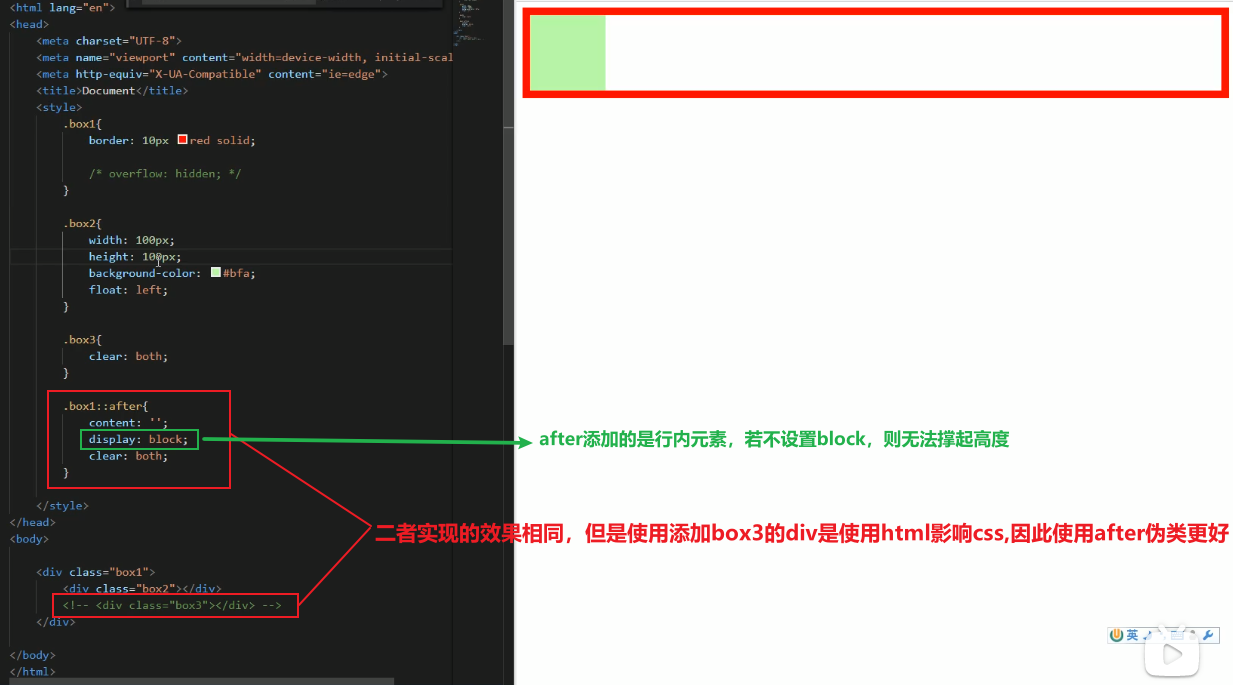 <html lang="en">
<head>
<meta charset="UTF-8">
<meta name="viewport" content="width=device-width, initial-scal
<meta http-equiv="X-UA-Compatible" content="ie=edge">
<title>Document</title>
<style>
.box1{
border: 10px red solid;
/* overflow: hidden; */
}
.box2{
width: 100px;
height: 100px;
background-color: #bfa;
float: left;
}
.box3{
clear: both;
}
.box1::after{
content: '';
display: block;
clear: both;
}
</style>
</head>
<body>
<div class="box1">
<div class="box2"></div>
<!-- <div class="box3"></div> -->
</div>
</body>
</html>
after添加的是行内元素，若不设置block，则无法撑起高度
二者实现的效果相同，但是使用添加box3的div是使用html影响css,因此使用after伪类更好
英